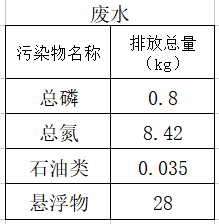 废水
污染物名称 排放总量
（kg）
总磷 0.8
总氮 8.42
石油类 0.035
悬浮物 28